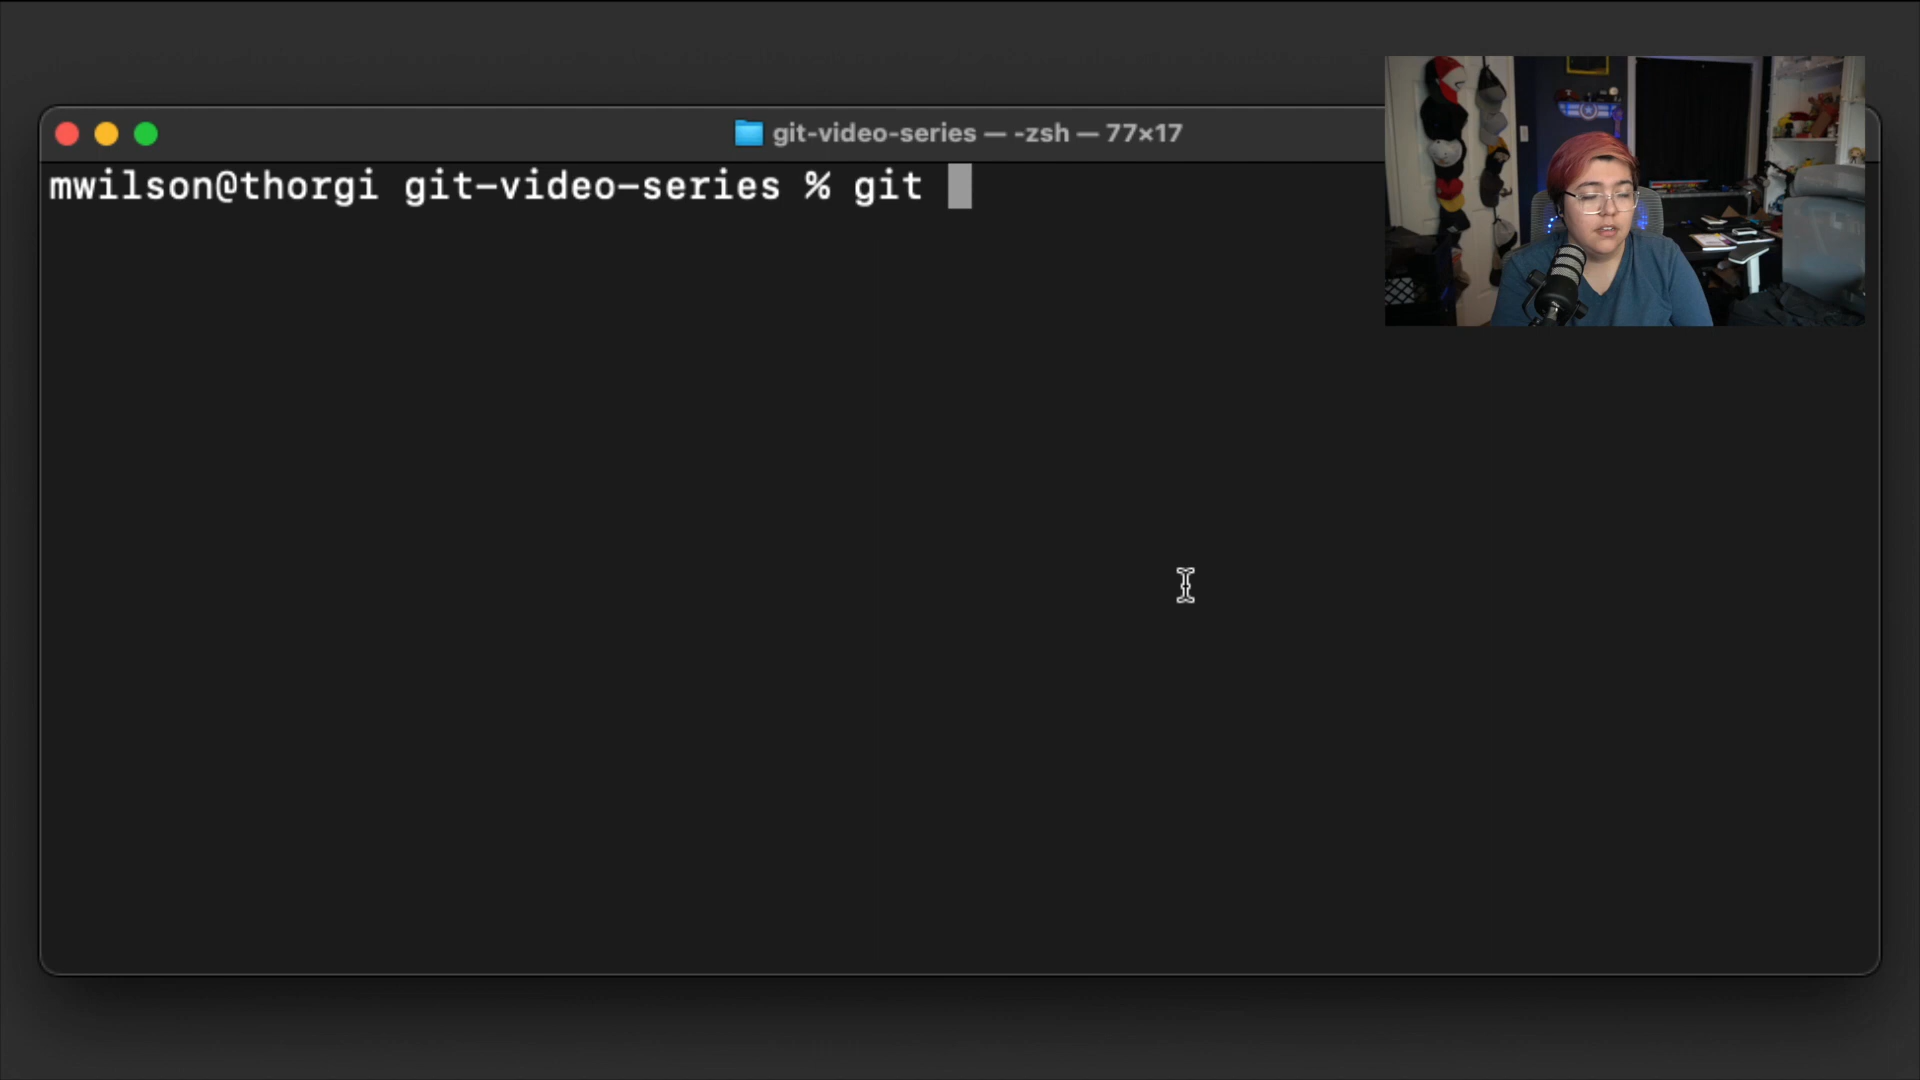 git-video-series — -zsh — 77×17
mwilson@thorgi git-video-series % git